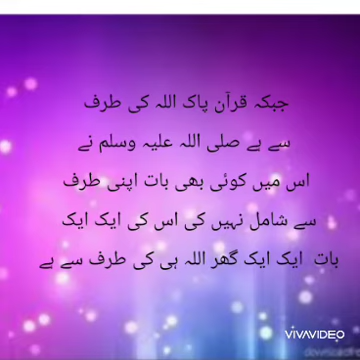 جبکہ قرآن پاک اللہ کی طرف
سے ہے صلی اللہ علیہ وسلم نے
اس میں کوئی بھی بات اپنی طرف
سے شامل نہیں کی اس کی ایک ایک
بات ایک ایک گھر اللہ ہی کی طرف سے ہے
VIVAVIDEO